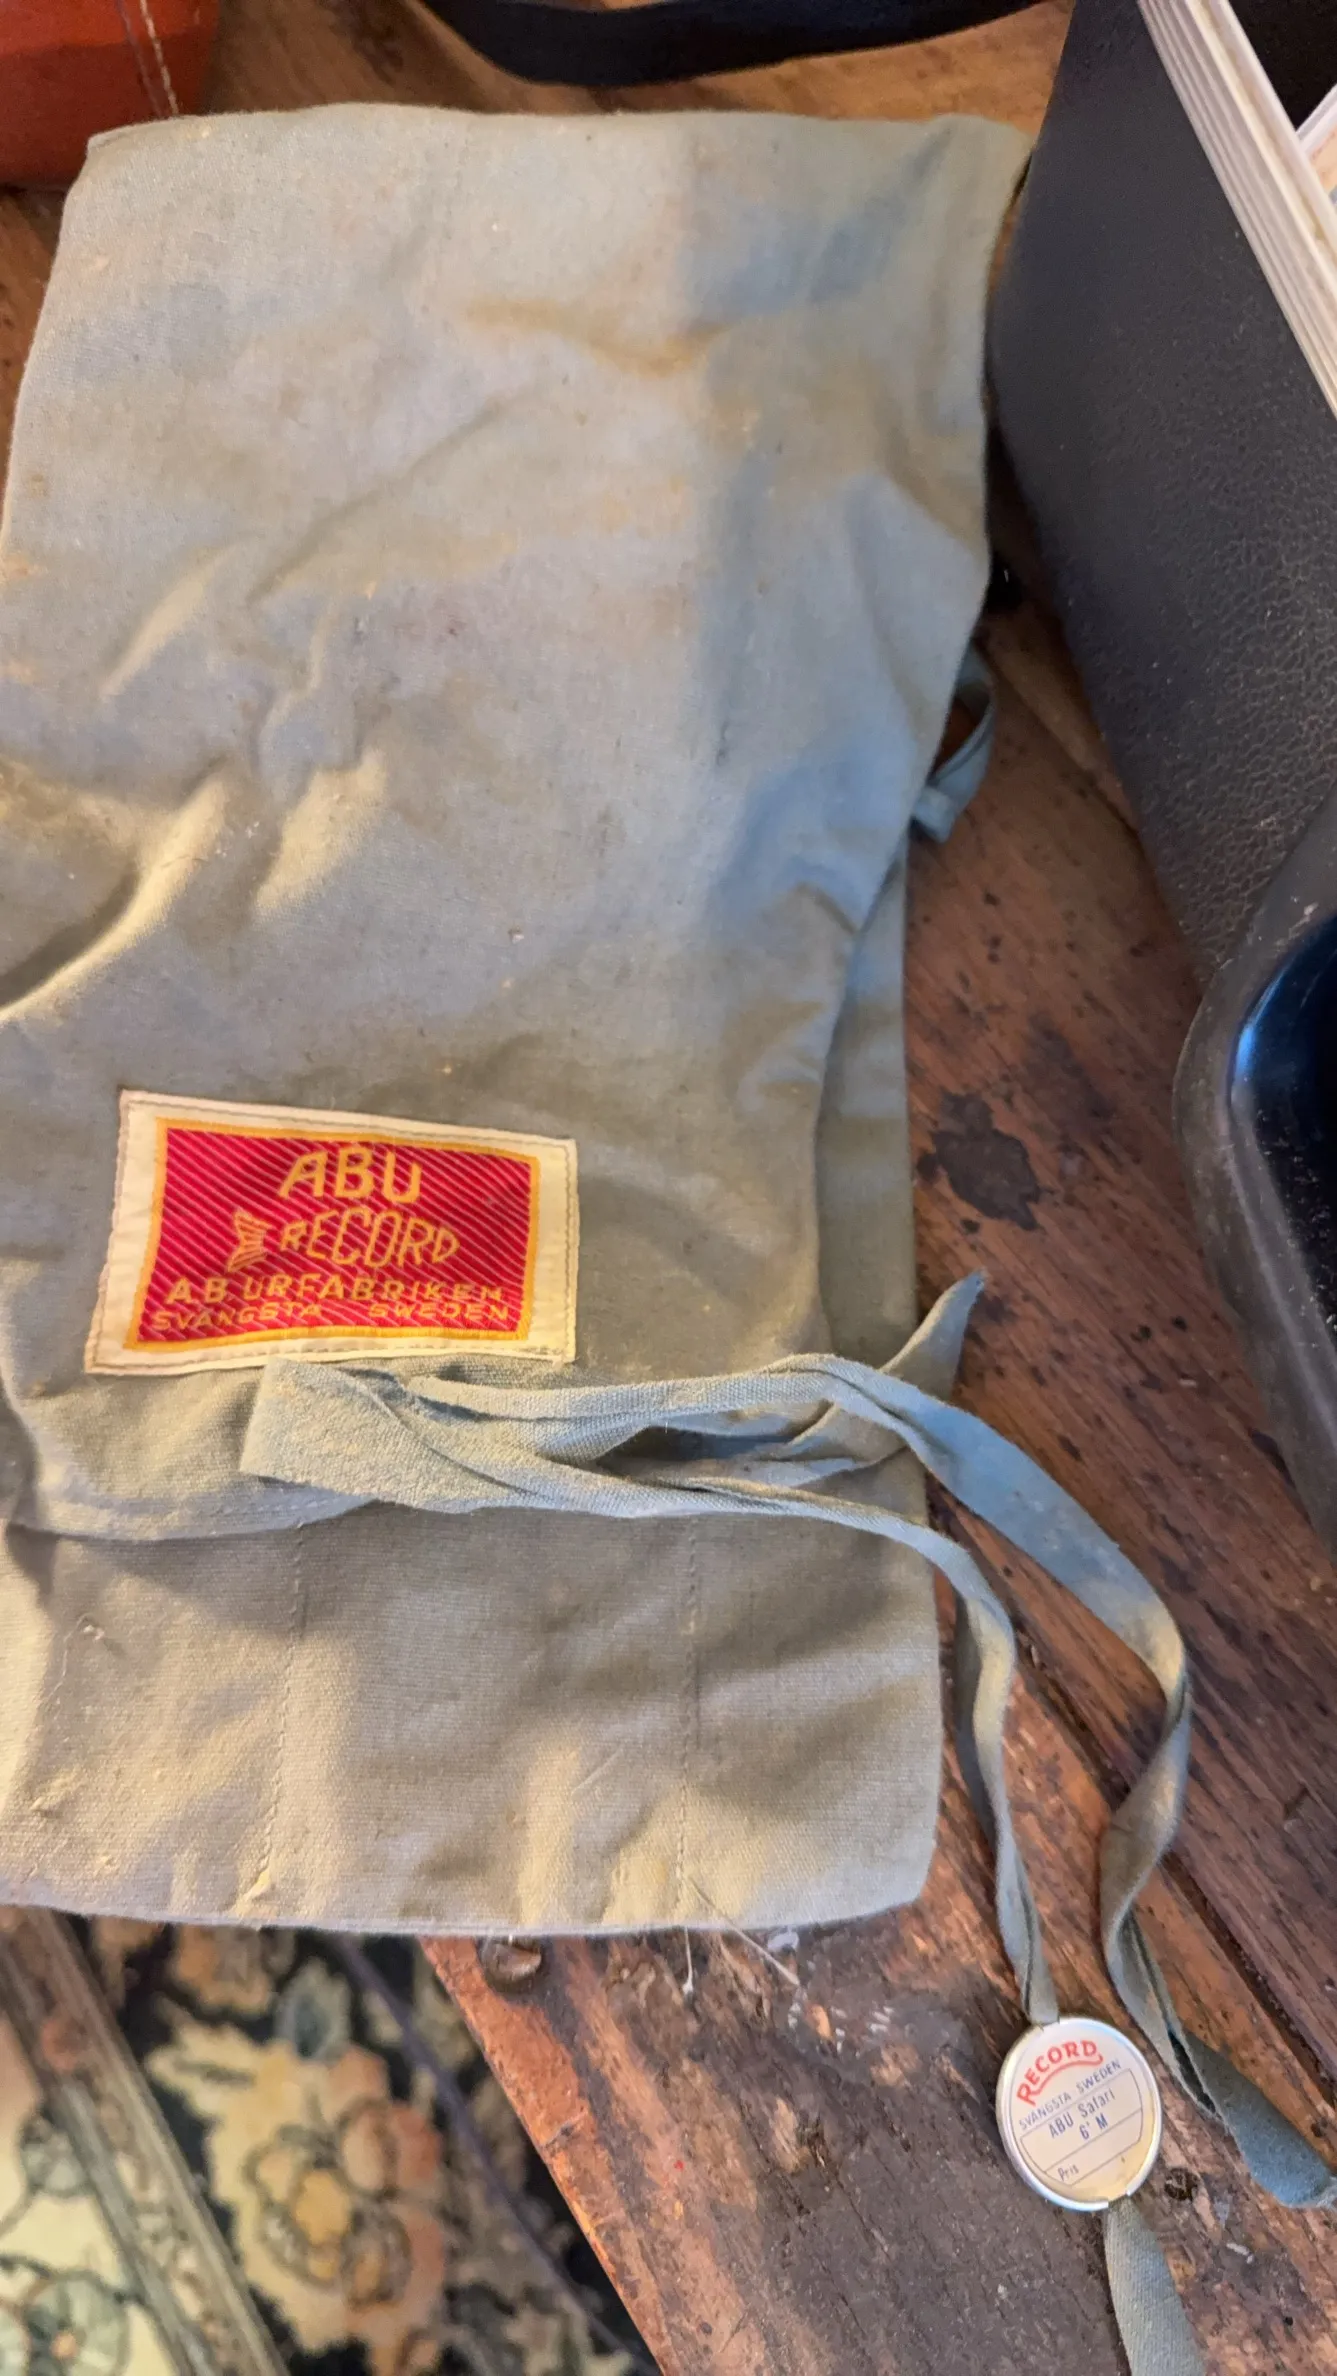 ABU
RECORD
A.B. URFABRIKEN
SVÄNGSTA SWEDEN
RECORD
SVÄNGSTA SWEDEN
ABU Safari
6' M
Pris